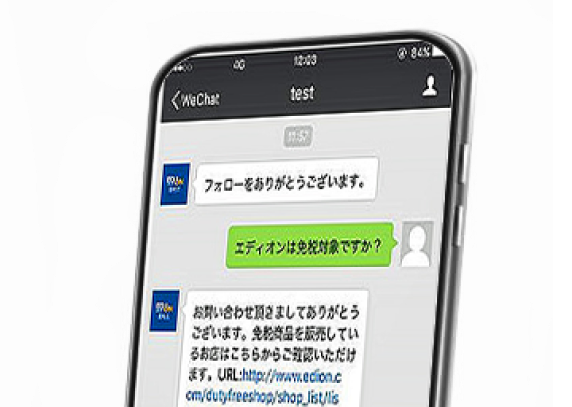 4G 12:03 84%
WeChat test
11:57
フォローをありがとうございます。
エディオンは免税対象ですか？
お問い合わせ頂きましてありがとう
ございます。免税商品を販売してい
るお店はこちらからご確認いただけ
ます。URL:http://www.edion.c
om/dutyfreeshop/shop_list/lis